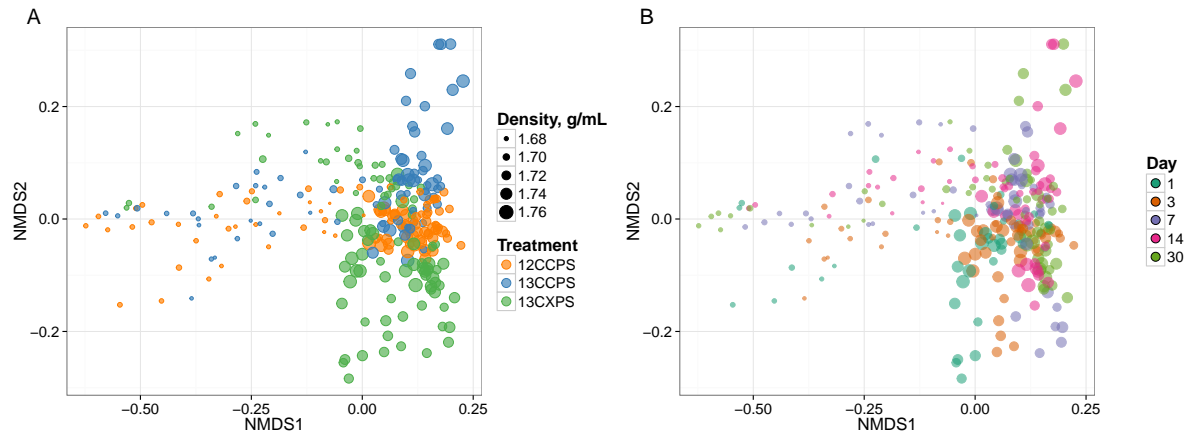 A
NMDS2
0.2
0.0
−0.2
−0.50
−0.25
0.00
0.25
NMDS1
Density, g/mL
1.68
1.70
1.72
1.74
1.76
Treatment
12CCPS
13CCPS
13CXPS
B
NMDS2
0.2
0.0
−0.2
−0.50
−0.25
0.00
0.25
NMDS1
Day
1
3
7
14
30